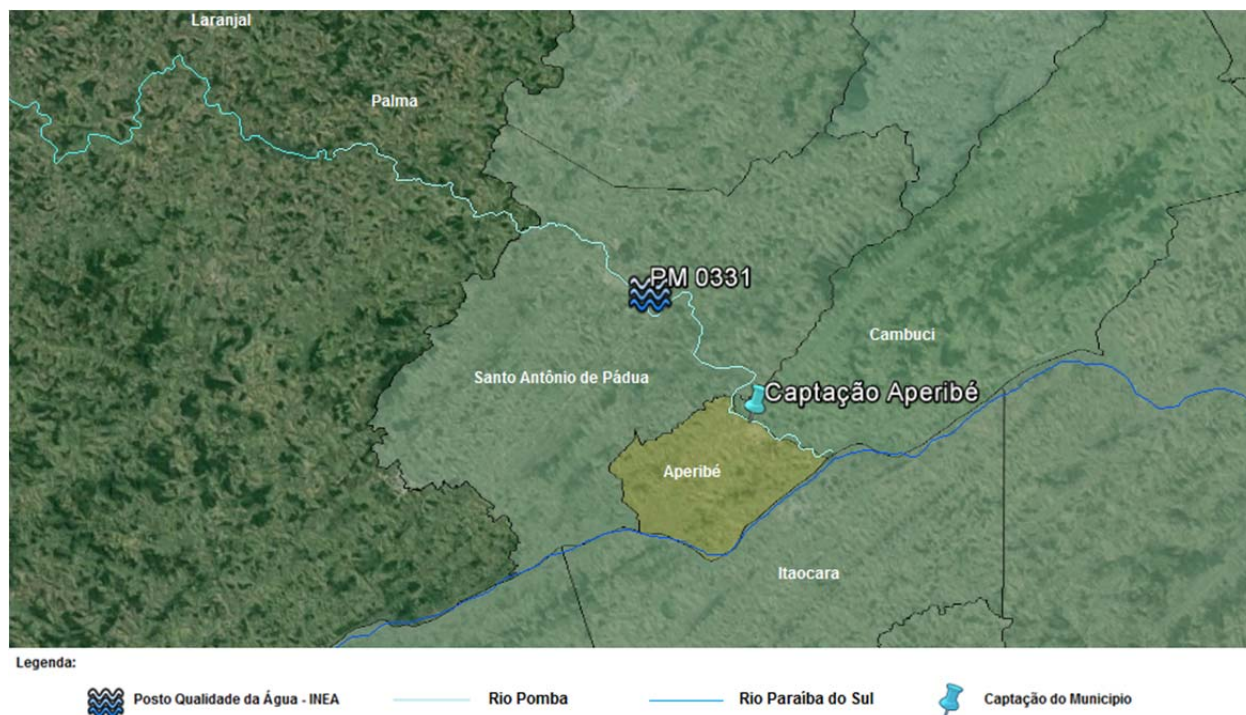 Laranjal
Palma
PM 0331
Cambuci
Santo Antônio de Pádua
Captação Aperibé
Aperibé
Itaocara
Legenda:
Posto Qualidade da Água - INEA
Rio Pomba
Rio Paraíba do Sul
Captação do Municipio